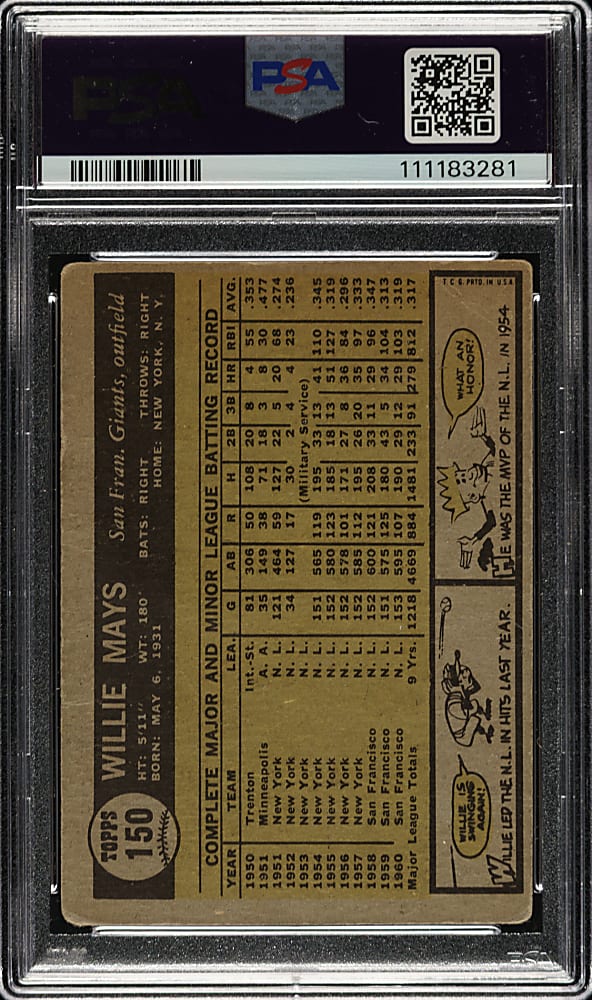 PSA
PSA
111183281
TOPPS
150
WILLIE MAYS San Fran. Giants, outfield
HT: 5'11" WT: 180 BATS: RIGHT THROWS: RIGHT
BORN: MAY 6, 1931 HOME: NEW YORK, N. Y.
COMPLETE MAJOR AND MINOR LEAGUE BATTING RECORD
YEAR TEAM LEA. G AB R H 2B 3B HR RBI AVG.
1950 Trenton Int.-St. 81 306 50 108 20 8 4 55 .353
1951 Minneapolis A. A. 35 149 38 71 18 3 8 30 .477
1951 New York N. L. 121 464 59 127 22 5 20 68 .274
1952 New York N. L. 34 127 17 30 2 4 4 23 .236
1953 New York (Military Service)
1954 New York N. L. 151 565 119 195 33 13 41 110 .345
1955 New York N. L. 152 580 123 185 18 13 51 127 .319
1956 New York N. L. 152 578 101 171 27 8 36 84 .296
1957 New York N. L. 152 585 112 195 26 20 35 97 .333
1958 San Francisco N. L. 152 600 121 208 33 11 29 96 .347
1959 San Francisco N. L. 151 575 125 180 43 5 34 104 .313
1960 San Francisco N. L. 153 595 107 190 29 12 29 103 .319
Major League Totals 9 Yrs. 1218 4669 884 1481 233 91 279 812 .317
WILLIE IS
SWINGING
AGAIN!
WILLIE LED THE N.L. IN HITS LAST YEAR.
WHAT AN
HONOR!
HE WAS THE MVP OF THE N.L. IN 1954
T. C. G. PRTD. IN U.S.A.